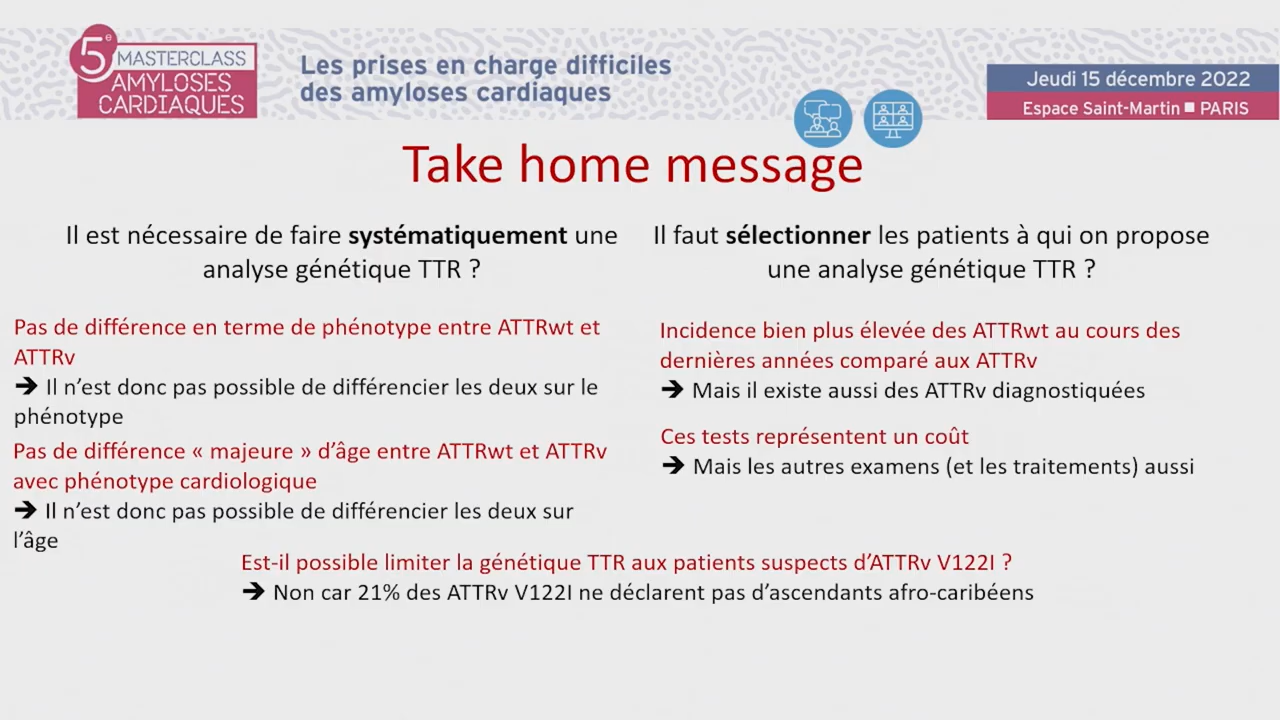 5e
MASTERCLASS
AMYLOSES
CARDIAQUES
Les prises en charge difficiles
des amyloses cardiaques
Jeudi 15 décembre 2022
Espace Saint-Martin ■ PARIS
Take home message
Il est nécessaire de faire systématiquement une
analyse génétique TTR ?
Pas de différence en terme de phénotype entre ATTRwt et
ATTRv
➔ Il n’est donc pas possible de différencier les deux sur le
phénotype
Pas de différence « majeure » d’âge entre ATTRwt et ATTRv
avec phénotype cardiologique
➔ Il n’est donc pas possible de différencier les deux sur
l’âge
Il faut sélectionner les patients à qui on propose
une analyse génétique TTR ?
Incidence bien plus élevée des ATTRwt au cours des
dernières années comparé aux ATTRv
➔ Mais il existe aussi des ATTRv diagnostiquées
Ces tests représentent un coût
➔ Mais les autres examens (et les traitements) aussi
Est-il possible limiter la génétique TTR aux patients suspects d’ATTRv V122I ?
➔ Non car 21% des ATTRv V122I ne déclarent pas d’ascendants afro-caribéens